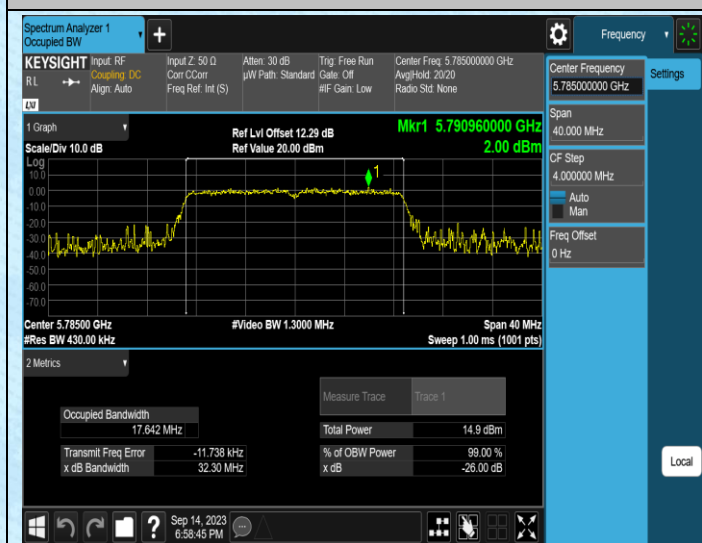 Spectrum Analyzer 1
Occupied BW
Frequency
KEYSIGHT
RL
LXI
Input: RF
Coupling: DC
Align: Auto
Input Z: 50 Ω
Corr CCorr
Freq Ref: Int (S)
Atten: 30 dB
µW Path: Standard
Trig: Free Run
Gate: Off
#IF Gain: Low
Center Freq: 5.785000000 GHz
Avg|Hold: 20/20
Radio Std: None
1 Graph
Scale/Div 10.0 dB
Ref Lvl Offset 12.29 dB
Ref Value 20.00 dBm
Mkr1 5.790960000 GHz
2.00 dBm
Log
10.0
0.00
-10.0
-20.0
-30.0
-40.0
-50.0
-60.0
-70.0
1
Center 5.78500 GHz
#Res BW 430.00 kHz
#Video BW 1.3000 MHz
Span 40 MHz
Sweep 1.00 ms (1001 pts)
2 Metrics
Measure Trace Trace 1
Occupied Bandwidth
17.642 MHz
Total Power 14.9 dBm
Transmit Freq Error -11.738 kHz
x dB Bandwidth 32.30 MHz
% of OBW Power 99.00 %
x dB -26.00 dB
Center Frequency
5.785000000 GHz
Span
40.000 MHz
CF Step
4.000000 MHz
Auto
Man
Freq Offset
0 Hz
Settings
Local
?
Sep 14, 2023
6:58:45 PM